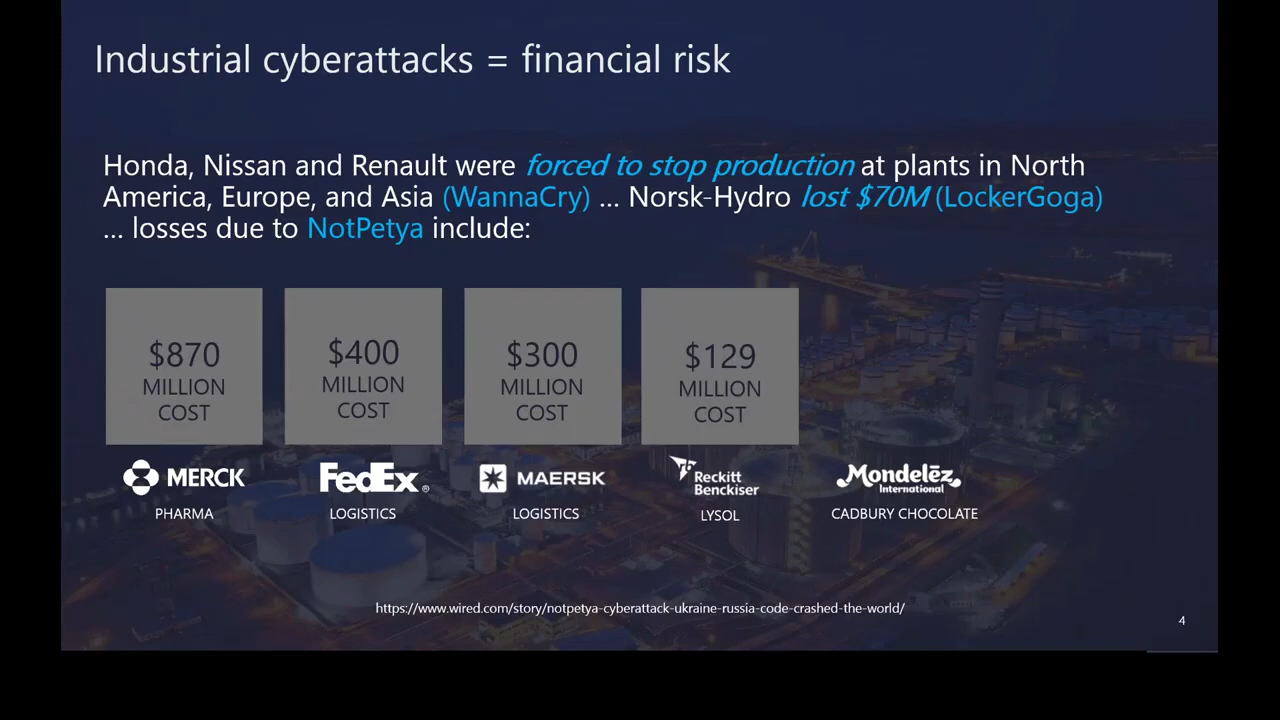 Industrial cyberattacks = financial risk
Honda, Nissan and Renault were forced to stop production at plants in North
America, Europe, and Asia (WannaCry) ... Norsk-Hydro lost $70M (LockerGoga)
... losses due to NotPetya include:
$870
MILLION
COST
$400
MILLION
COST
$300
MILLION
COST
$129
MILLION
COST
MERCK
PHARMA
FedEx®
LOGISTICS
MAERSK
LOGISTICS
Reckitt
Benckiser
LYSOL
Mondelēz
International
CADBURY CHOCOLATE
https://www.wired.com/story/notpetya-cyberattack-ukraine-russia-code-crashed-the-world/
4